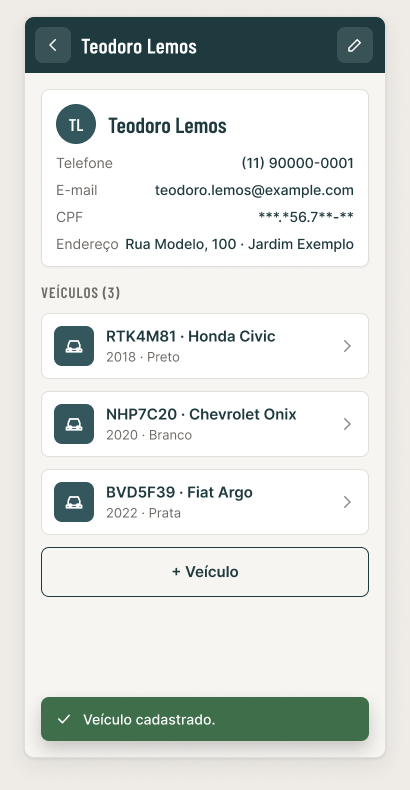 Teodoro Lemos
TL Teodoro Lemos
Telefone (11) 90000-0001
E-mail teodoro.lemos@example.com
CPF ***.*56.7**-**
Endereço Rua Modelo, 100 · Jardim Exemplo
VEÍCULOS (3)
RTK4M81 · Honda Civic
2018 · Preto
NHP7C20 · Chevrolet Onix
2020 · Branco
BVD5F39 · Fiat Argo
2022 · Prata
+ Veículo
Veículo cadastrado.